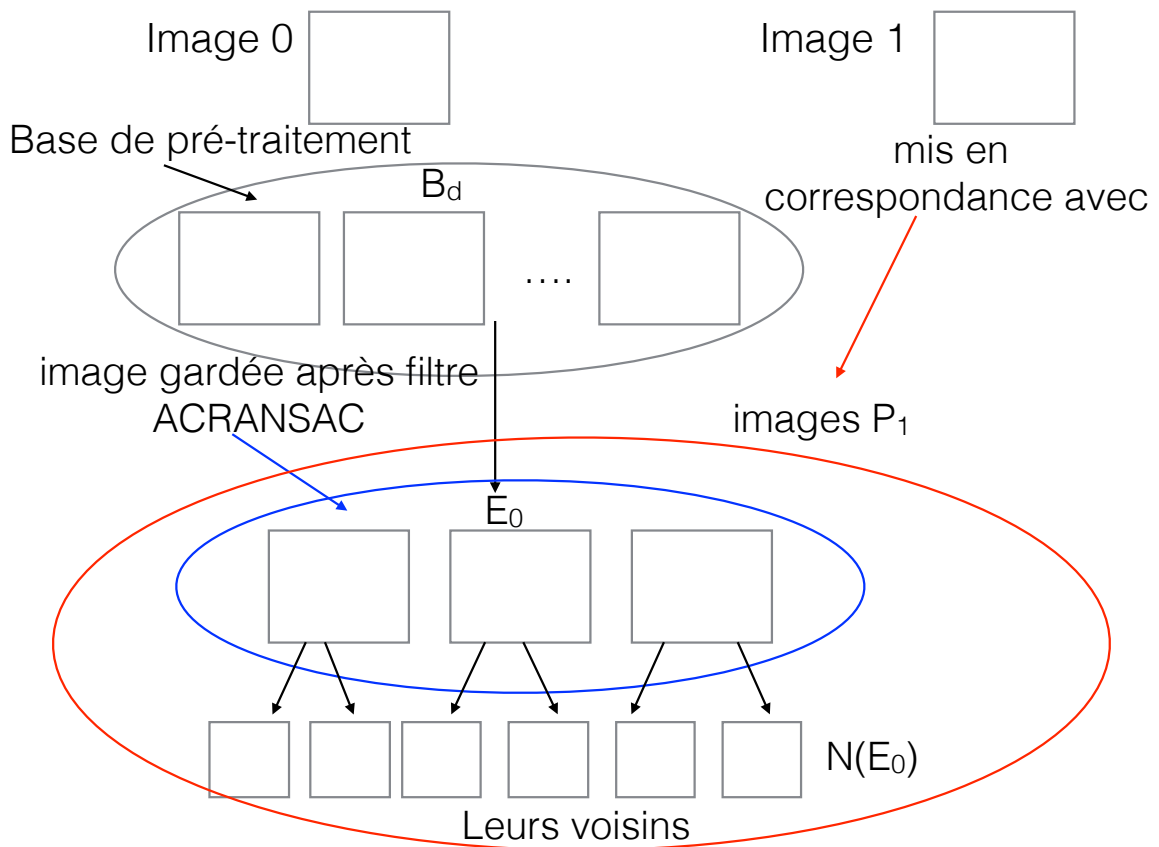 Image 0
Image 1
Base de pré-traitement
mis en
correspondance avec
B_d
....
image gardée après filtre
ACRANSAC
images P₁
E₀
N(E₀)
Leurs voisins